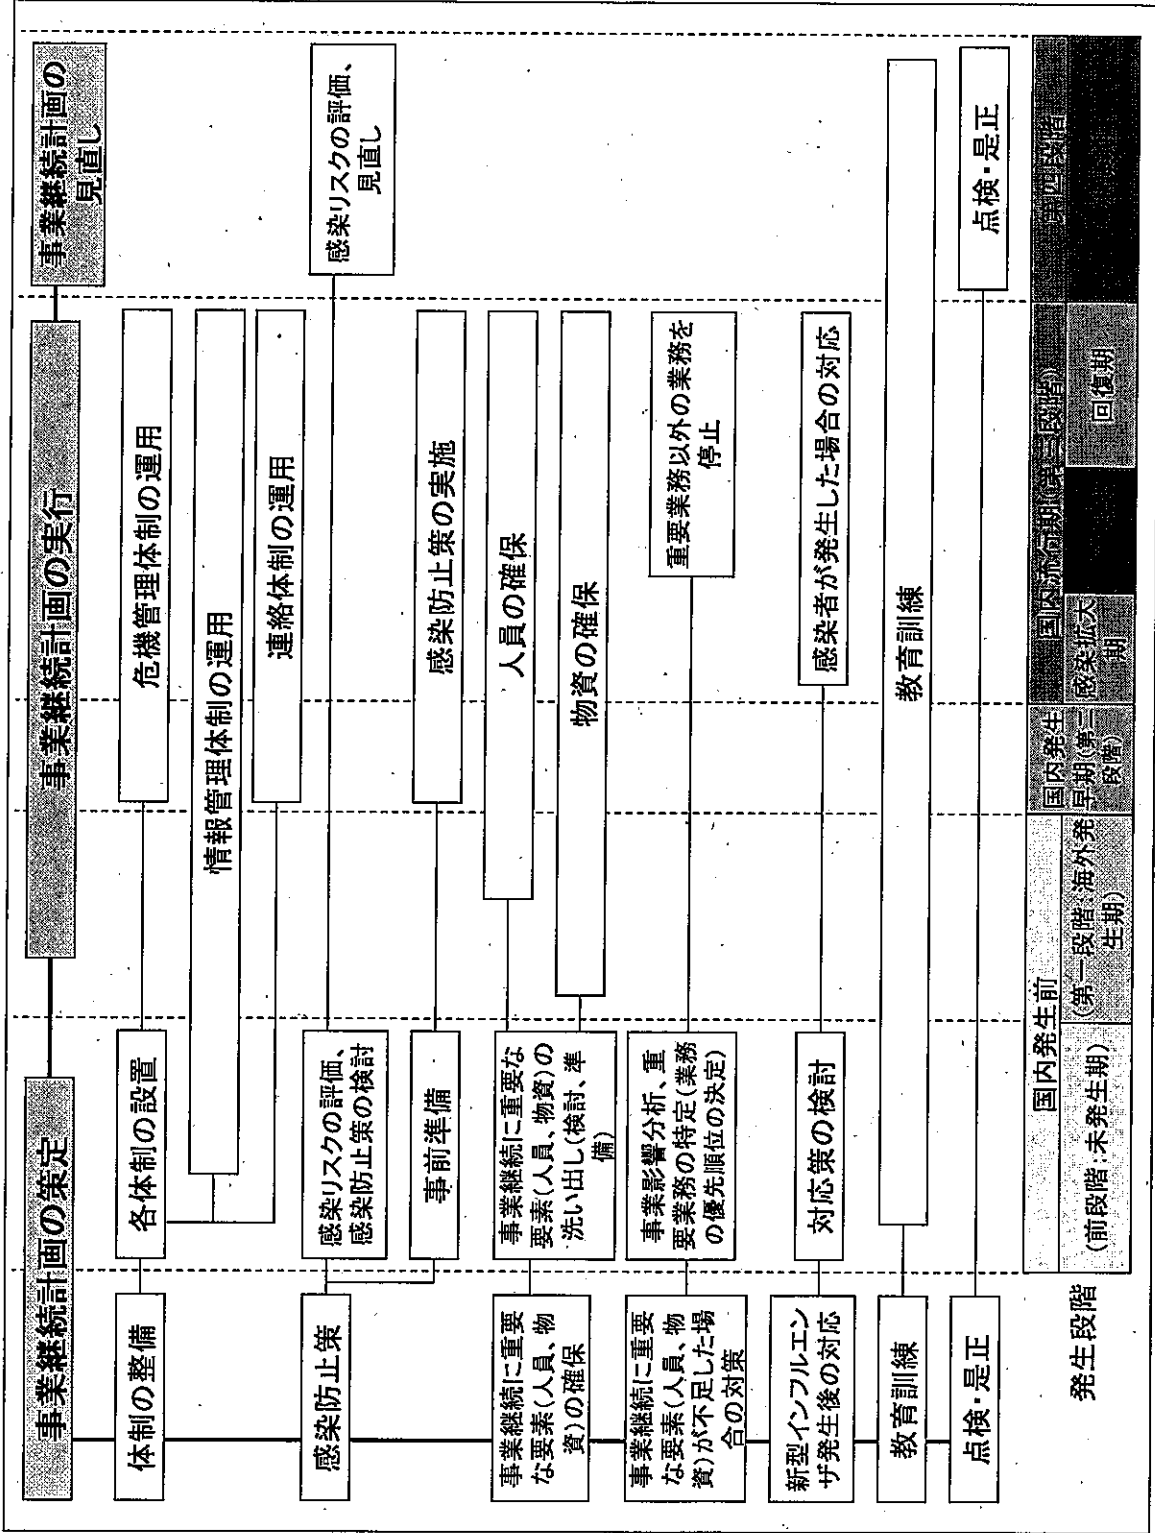 事業継続計画の策定
事業継続計画の実行
事業継続計画の
見直し
体制の整備
各体制の設置
危機管理体制の運用
情報管理体制の運用
連絡体制の運用
感染防止策
感染リスクの評価、
感染防止策の検討
感染リスクの評価、
見直し
事前準備
感染防止策の実施
事業継続に重要
な要素(人員、物
資)の確保
事業継続に重要な
要素(人員、物資)の
洗い出し(検討、準
備)
人員の確保
物資の確保
事業継続に重要
な要素(人員、物
資)が不足した場
合の対策
事業影響分析、重
要業務の特定(業務
の優先順位の決定)
重要業務以外の業務を
停止
新型インフルエン
ザ発生後の対応
対応策の検討
感染者が発生した場合の対応
教育訓練
教育訓練
点検・是正
点検・是正
発生段階
国内発生前
(前段階:未発生期)
(第一段階:海外発
生期)
国内発生
早期(第二
段階)
国内流行期(第三段階)
感染拡大
期
回復期
第四段階